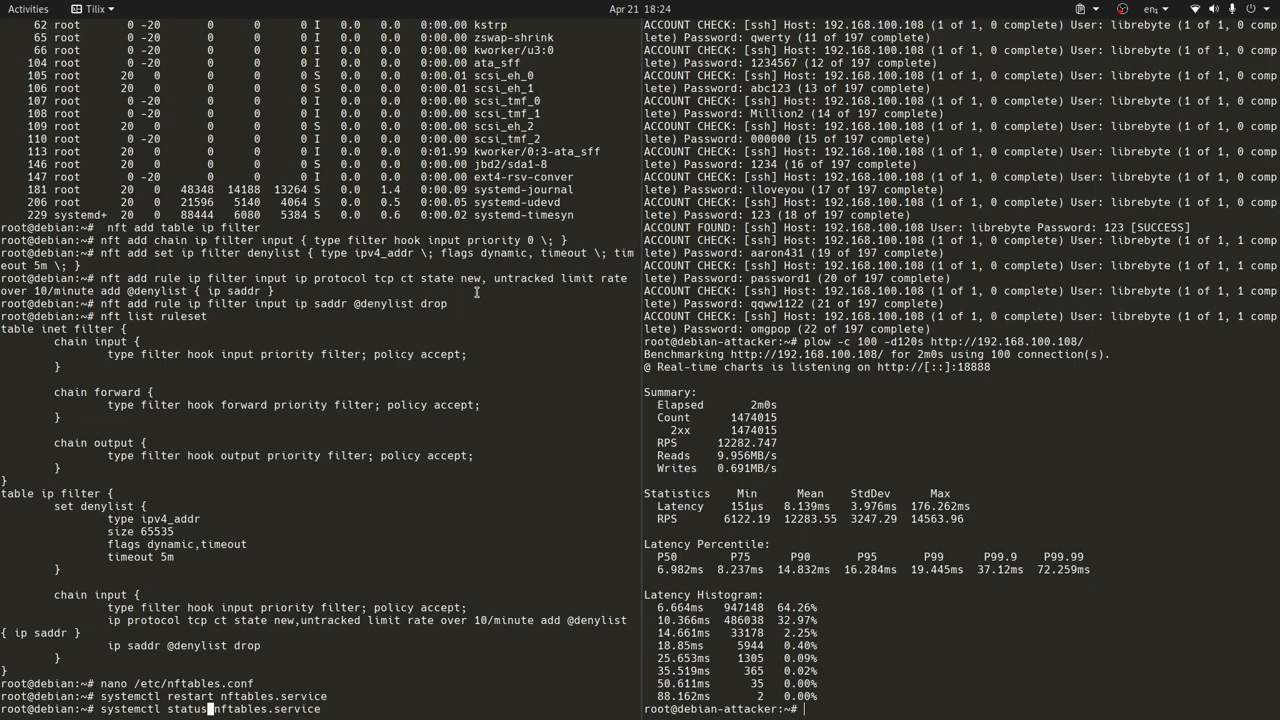 Activities Tilix Apr 21 18:24 en1
62 root 0 -20 0 0 0 I 0.0 0.0 0:00.00 kstrp
65 root 0 -20 0 0 0 I 0.0 0.0 0:00.00 zswap-shrink
66 root 0 -20 0 0 0 I 0.0 0.0 0:00.00 kworker/u3:0
104 root 0 -20 0 0 0 I 0.0 0.0 0:00.00 ata_sff
105 root 20 0 0 0 0 S 0.0 0.0 0:00.01 scsi_eh_0
106 root 20 0 0 0 0 S 0.0 0.0 0:00.01 scsi_eh_1
107 root 0 -20 0 0 0 I 0.0 0.0 0:00.00 scsi_tmf_0
108 root 0 -20 0 0 0 I 0.0 0.0 0:00.00 scsi_tmf_1
109 root 20 0 0 0 0 S 0.0 0.0 0:00.00 scsi_eh_2
110 root 0 -20 0 0 0 I 0.0 0.0 0:00.00 scsi_tmf_2
113 root 20 0 0 0 0 I 0.0 0.0 0:01.99 kworker/0:3-ata_sff
146 root 20 0 0 0 0 S 0.0 0.0 0:00.00 jbd2/sda1-8
147 root 0 -20 0 0 0 I 0.0 0.0 0:00.00 ext4-rsv-conver
181 root 20 0 48348 14188 13264 S 0.0 1.4 0:00.09 systemd-journal
206 root 20 0 21596 5140 4064 S 0.0 0.5 0:00.05 systemd-udevd
229 systemd+ 20 0 88444 6080 5384 S 0.0 0.6 0:00.02 systemd-timesyn
root@debian:~# nft add table ip filter
root@debian:~# nft add chain ip filter input { type filter hook input priority 0 \; }
root@debian:~# nft add set ip filter denylist { type ipv4_addr \; flags dynamic, timeout \; tim
eout 5m \; }
root@debian:~# nft add rule ip filter input ip protocol tcp ct state new, untracked limit rate
over 10/minute add @denylist { ip saddr }
root@debian:~# nft add rule ip filter input ip saddr @denylist drop
root@debian:~# nft list ruleset
table inet filter {
chain input {
type filter hook input priority filter; policy accept;
}
chain forward {
type filter hook forward priority filter; policy accept;
}
chain output {
type filter hook output priority filter; policy accept;
}
}
table ip filter {
set denylist {
type ipv4_addr
size 65535
flags dynamic,timeout
timeout 5m
}
chain input {
type filter hook input priority filter; policy accept;
ip protocol tcp ct state new,untracked limit rate over 10/minute add @denylist
{ ip saddr }
ip saddr @denylist drop
}
}
root@debian:~# nano /etc/nftables.conf
root@debian:~# systemctl restart nftables.service
root@debian:~# systemctl status nftables.service
ACCOUNT CHECK: [ssh] Host: 192.168.100.108 (1 of 1, 0 complete) User: librebyte (1 of 1, 0 comp
lete) Password: qwerty (11 of 197 complete)
ACCOUNT CHECK: [ssh] Host: 192.168.100.108 (1 of 1, 0 complete) User: librebyte (1 of 1, 0 comp
lete) Password: 1234567 (12 of 197 complete)
ACCOUNT CHECK: [ssh] Host: 192.168.100.108 (1 of 1, 0 complete) User: librebyte (1 of 1, 0 comp
lete) Password: abc123 (13 of 197 complete)
ACCOUNT CHECK: [ssh] Host: 192.168.100.108 (1 of 1, 0 complete) User: librebyte (1 of 1, 0 comp
lete) Password: Million2 (14 of 197 complete)
ACCOUNT CHECK: [ssh] Host: 192.168.100.108 (1 of 1, 0 complete) User: librebyte (1 of 1, 0 comp
lete) Password: 000000 (15 of 197 complete)
ACCOUNT CHECK: [ssh] Host: 192.168.100.108 (1 of 1, 0 complete) User: librebyte (1 of 1, 0 comp
lete) Password: 1234 (16 of 197 complete)
ACCOUNT CHECK: [ssh] Host: 192.168.100.108 (1 of 1, 0 complete) User: librebyte (1 of 1, 0 comp
lete) Password: iloveyou (17 of 197 complete)
ACCOUNT CHECK: [ssh] Host: 192.168.100.108 (1 of 1, 0 complete) User: librebyte (1 of 1, 0 comp
lete) Password: 123 (18 of 197 complete)
ACCOUNT FOUND: [ssh] Host: 192.168.100.108 User: librebyte Password: 123 [SUCCESS]
ACCOUNT CHECK: [ssh] Host: 192.168.100.108 (1 of 1, 0 complete) User: librebyte (1 of 1, 1 comp
lete) Password: aaron431 (19 of 197 complete)
ACCOUNT CHECK: [ssh] Host: 192.168.100.108 (1 of 1, 0 complete) User: librebyte (1 of 1, 1 comp
lete) Password: password1 (20 of 197 complete)
ACCOUNT CHECK: [ssh] Host: 192.168.100.108 (1 of 1, 0 complete) User: librebyte (1 of 1, 1 comp
lete) Password: qqww1122 (21 of 197 complete)
ACCOUNT CHECK: [ssh] Host: 192.168.100.108 (1 of 1, 0 complete) User: librebyte (1 of 1, 1 comp
lete) Password: omgpop (22 of 197 complete)
root@debian-attacker:~# plow -c 100 -d120s http://192.168.100.108/
Benchmarking http://192.168.100.108/ for 2m0s using 100 connection(s).
@ Real-time charts is listening on http://[::]:18888
Summary:
Elapsed 2m0s
Count 1474015
2xx 1474015
RPS 12282.747
Reads 9.956MB/s
Writes 0.691MB/s
Statistics Min Mean StdDev Max
Latency 151µs 8.139ms 3.976ms 176.262ms
RPS 6122.19 12283.55 3247.29 14563.96
Latency Percentile:
P50 P75 P90 P95 P99 P99.9 P99.99
6.982ms 8.237ms 14.832ms 16.284ms 19.445ms 37.12ms 72.259ms
Latency Histogram:
6.664ms 947148 64.26%
10.366ms 486038 32.97%
14.661ms 33178 2.25%
18.85ms 5944 0.40%
25.653ms 1305 0.09%
35.519ms 365 0.02%
50.611ms 35 0.00%
88.162ms 2 0.00%
root@debian-attacker:~#